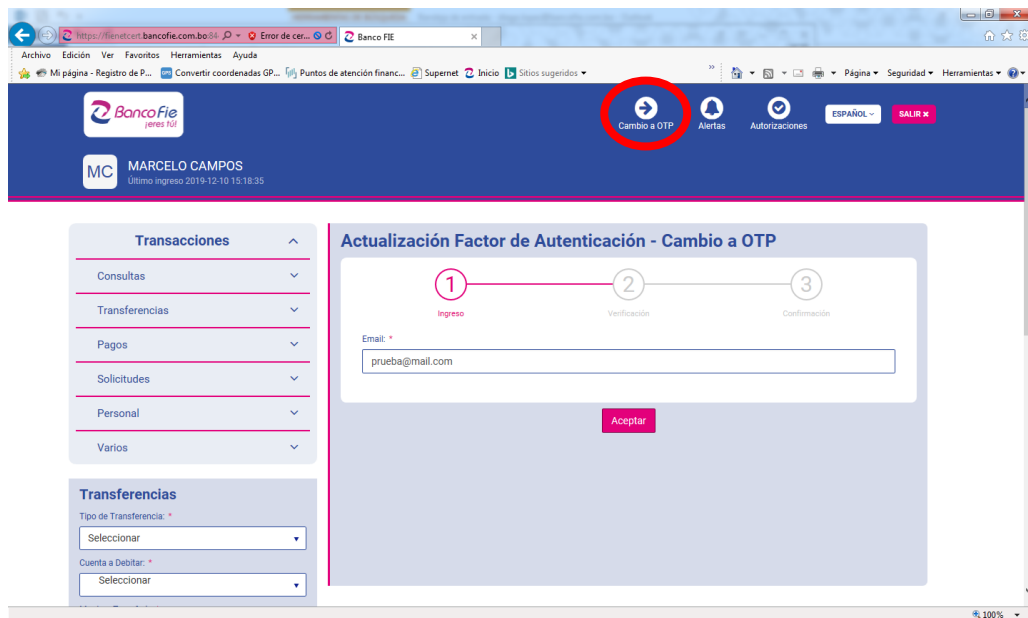 https://fienetcert.bancofie.com.bo:84 Error de cer... Banco FIE
Archivo Edición Ver Favoritos Herramientas Ayuda
Mi página - Registro de P... Convertir coordenadas GP... Puntos de atención financ... Supernet Inicio Sitios sugeridos Página Seguridad Herramientas
Banco Fie
¡eres tú!
Cambio a OTP Alertas Autorizaciones ESPAÑOL SALIR ×
MC MARCELO CAMPOS
Último ingreso 2019-12-10 15:18:35
Transacciones
Consultas
Transferencias
Pagos
Solicitudes
Personal
Varios
Transferencias
Tipo de Transferencia: *
Seleccionar
Cuenta a Debitar: *
Seleccionar
Actualización Factor de Autenticación - Cambio a OTP
1 2 3
Ingreso Verificación Confirmación
Email: *
prueba@mail.com
Aceptar
100%